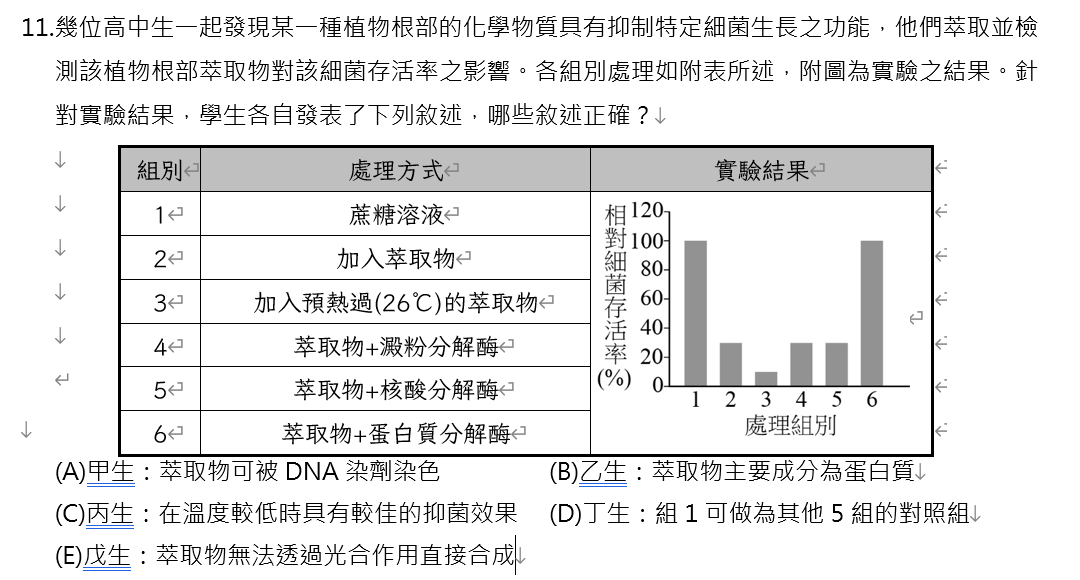 11.幾位高中生一起發現某一種植物根部的化學物質具有抑制特定細菌生長之功能，他們萃取並檢
測該植物根部萃取物對該細菌存活率之影響。各組別處理如附表所述，附圖為實驗之結果。針
對實驗結果，學生各自發表了下列敘述，哪些敘述正確？↓
組別 處理方式 實驗結果
1 蔗糖溶液
2 加入萃取物
3 加入預熱過(26℃)的萃取物
4 萃取物+澱粉分解酶
5 萃取物+核酸分解酶
6 萃取物+蛋白質分解酶
相對細菌存活率(%)
120
100
80
60
40
20
0
1 2 3 4 5 6
處理組別
(A)甲生：萃取物可被 DNA 染劑染色 (B)乙生：萃取物主要成分為蛋白質↓
(C)丙生：在溫度較低時具有較佳的抑菌效果 (D)丁生：組 1 可做為其他 5 組的對照組↓
(E)戊生：萃取物無法透過光合作用直接合成↓